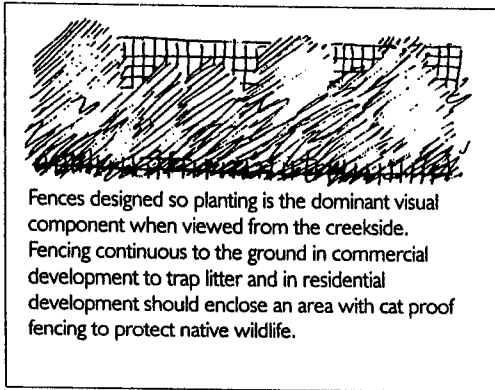 Fences designed so planting is the dominant visual
component when viewed from the creekside.
Fencing continuous to the ground in commercial
development to trap litter and in residential
development should enclose an area with cat proof
fencing to protect native wildlife.